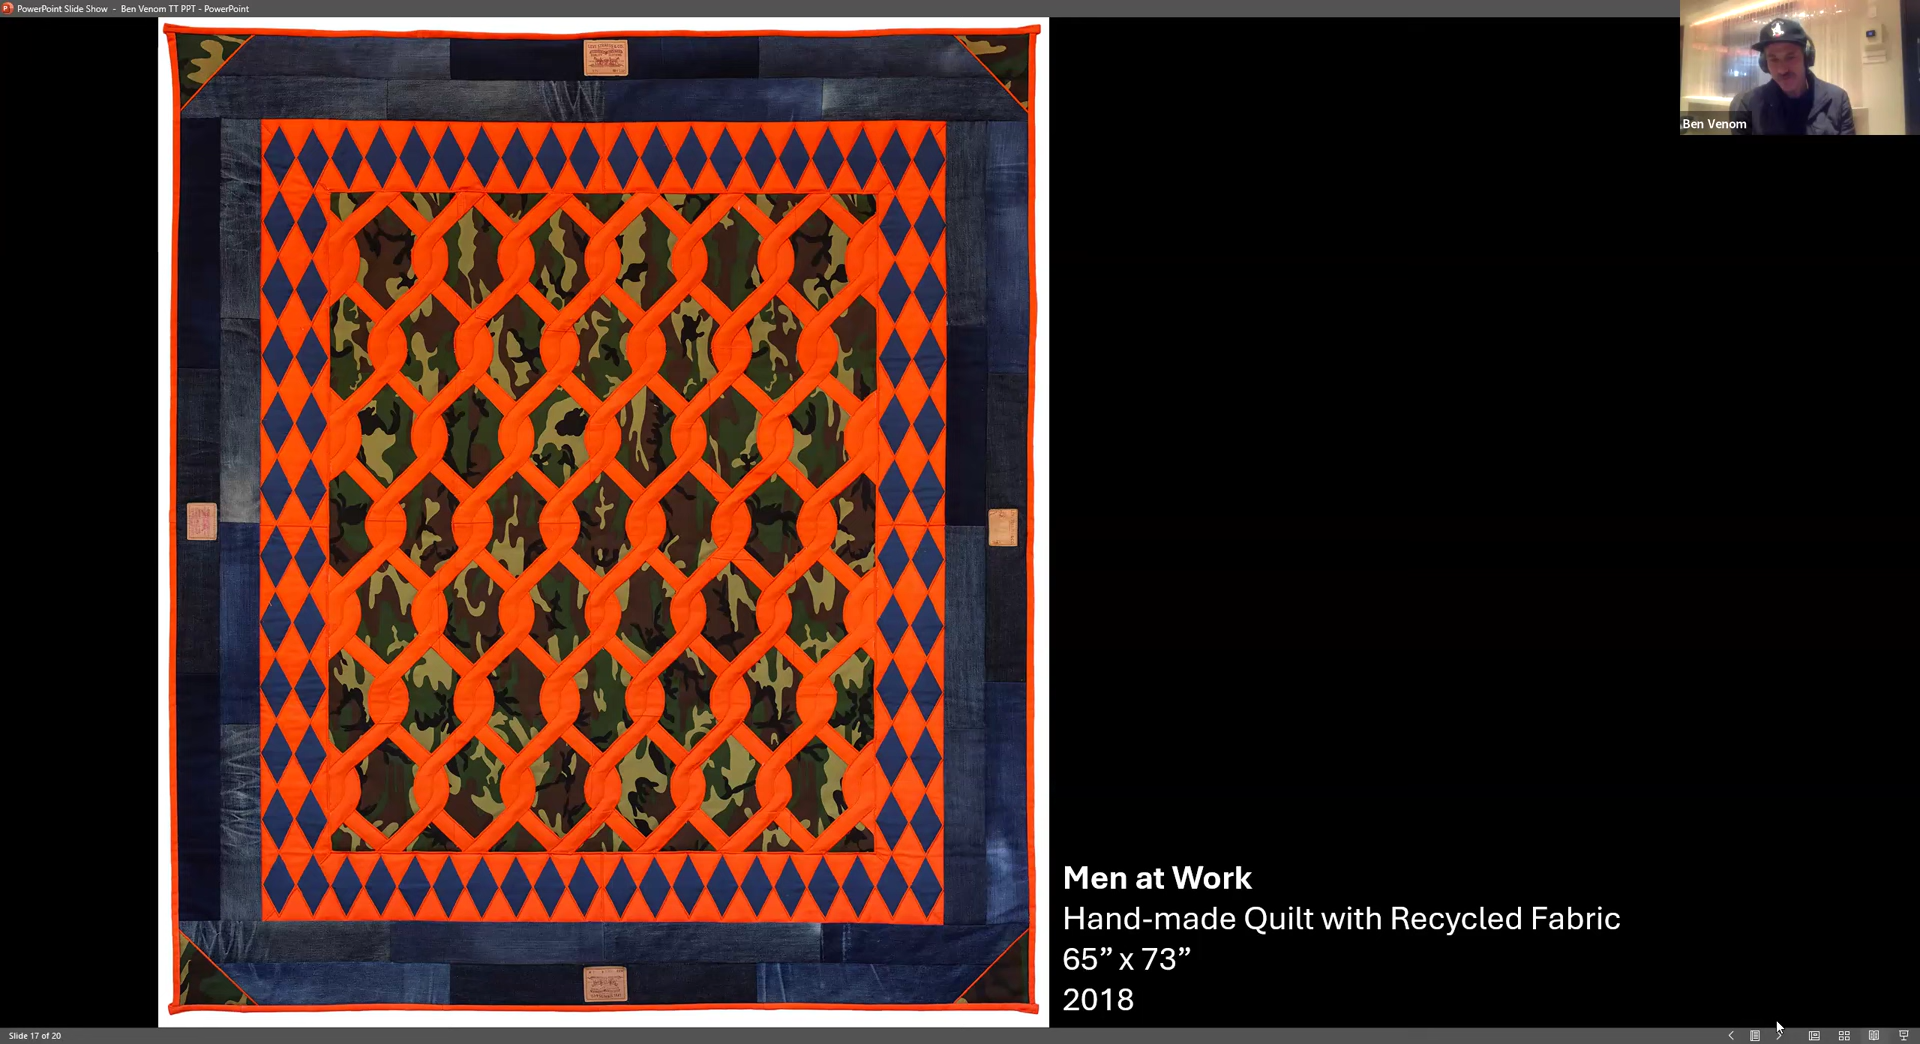 PowerPoint Slide Show - Ben Venom TT PPT - PowerPoint
Ben Venom
Men at Work
Hand-made Quilt with Recycled Fabric
65” x 73”
2018
Slide 17 of 20